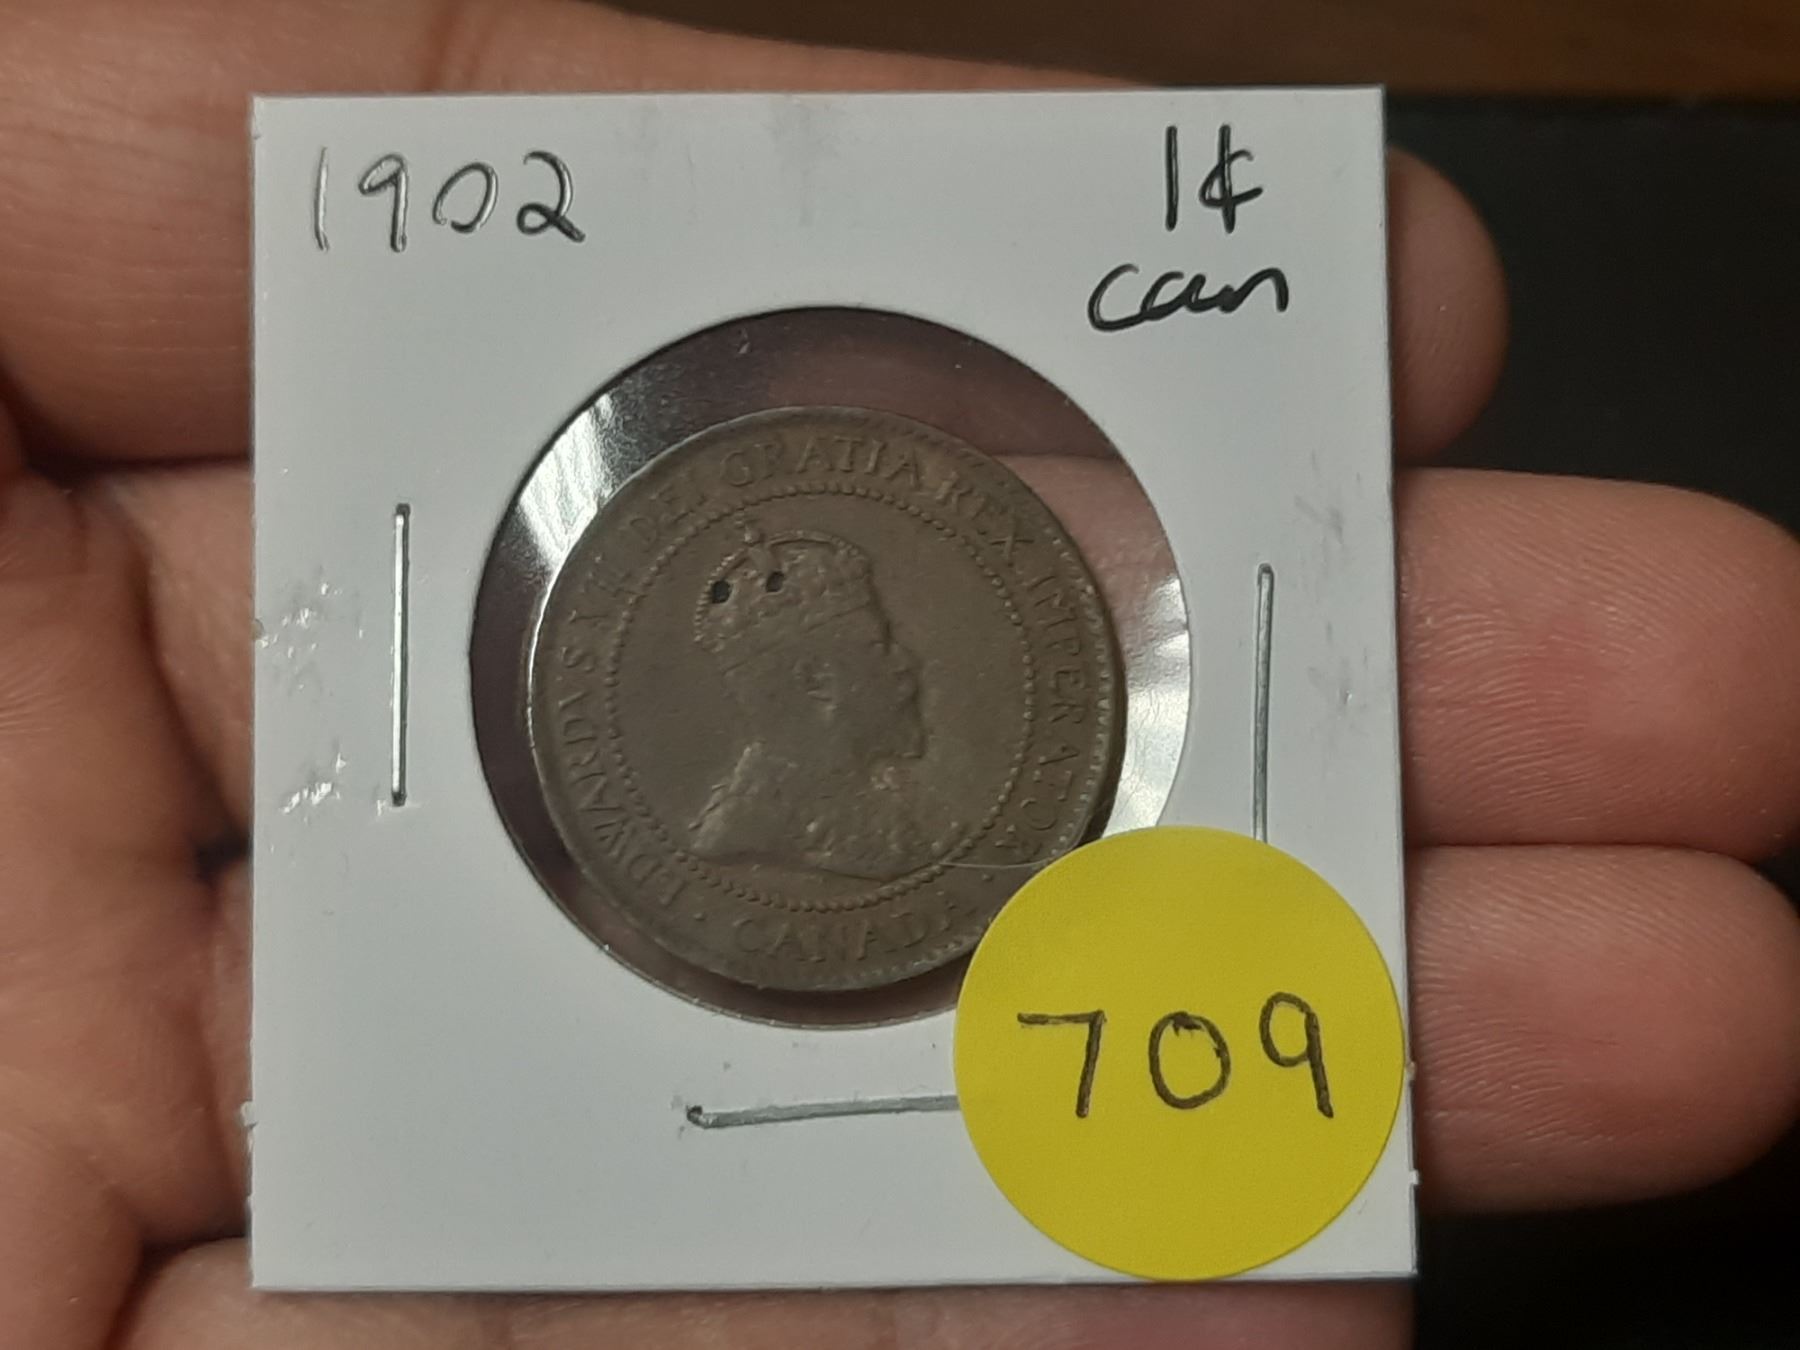 1902
1¢
can
EDWARDVS VII DEI GRATIA REX IMPERATOR
CANADA
709